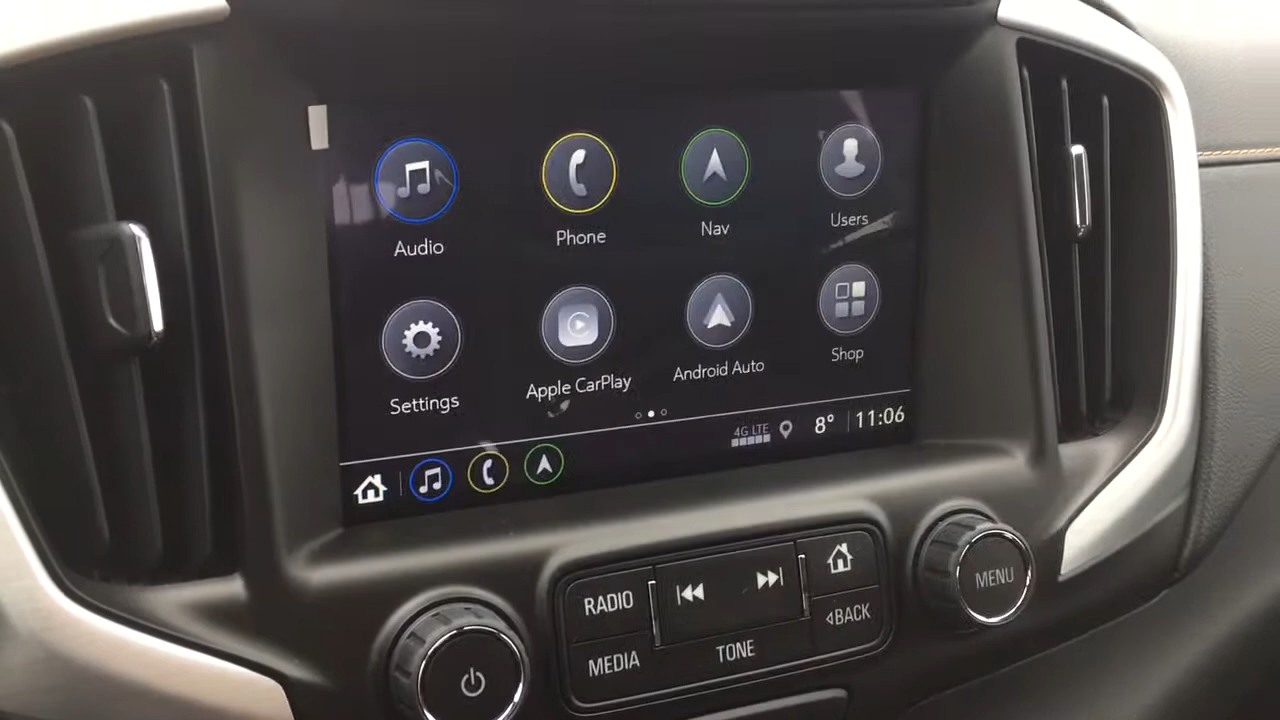 Audio
Phone
Nav
Users
Settings
Apple CarPlay
Android Auto
Shop
4G LTE
8°
11:06
RADIO
MEDIA
TONE
BACK
MENU